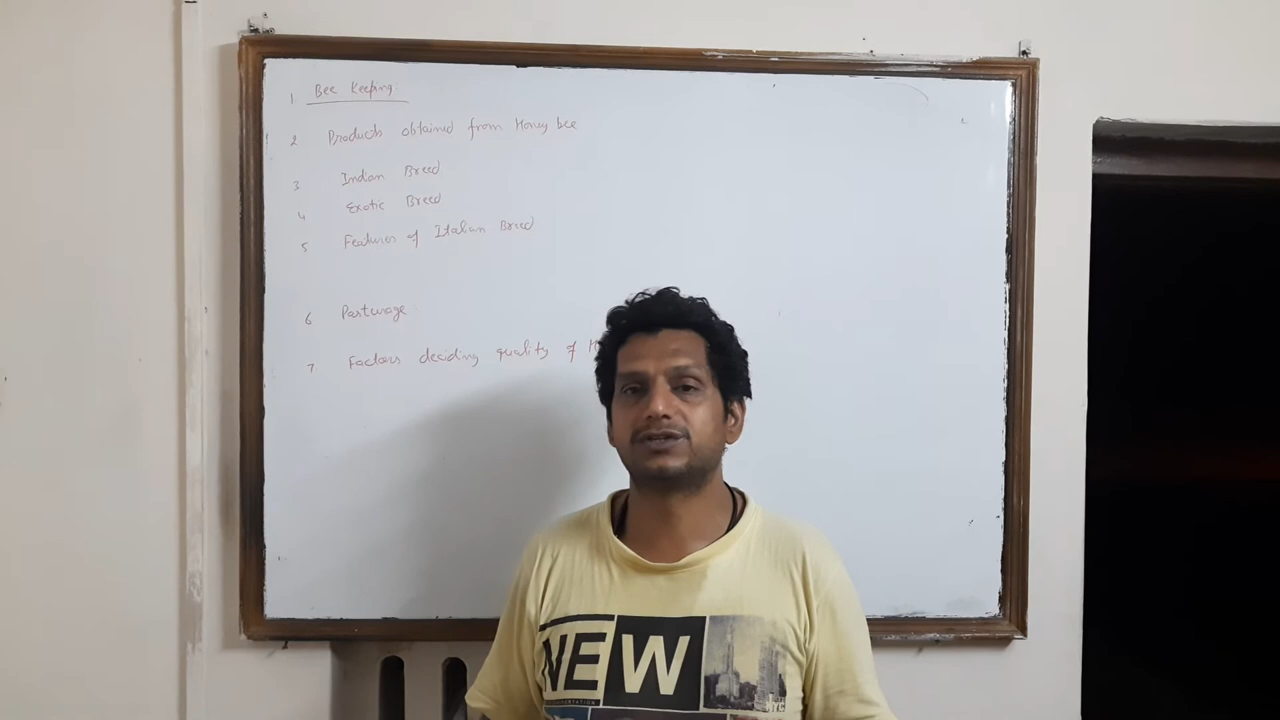 1 Bee Keeping
2 Products obtained from Honey bee
3 Indian Breed
4 Exotic Breed
5 Features of Italian Breed
6 Pasturage
7 Factors deciding quality of H
NEW